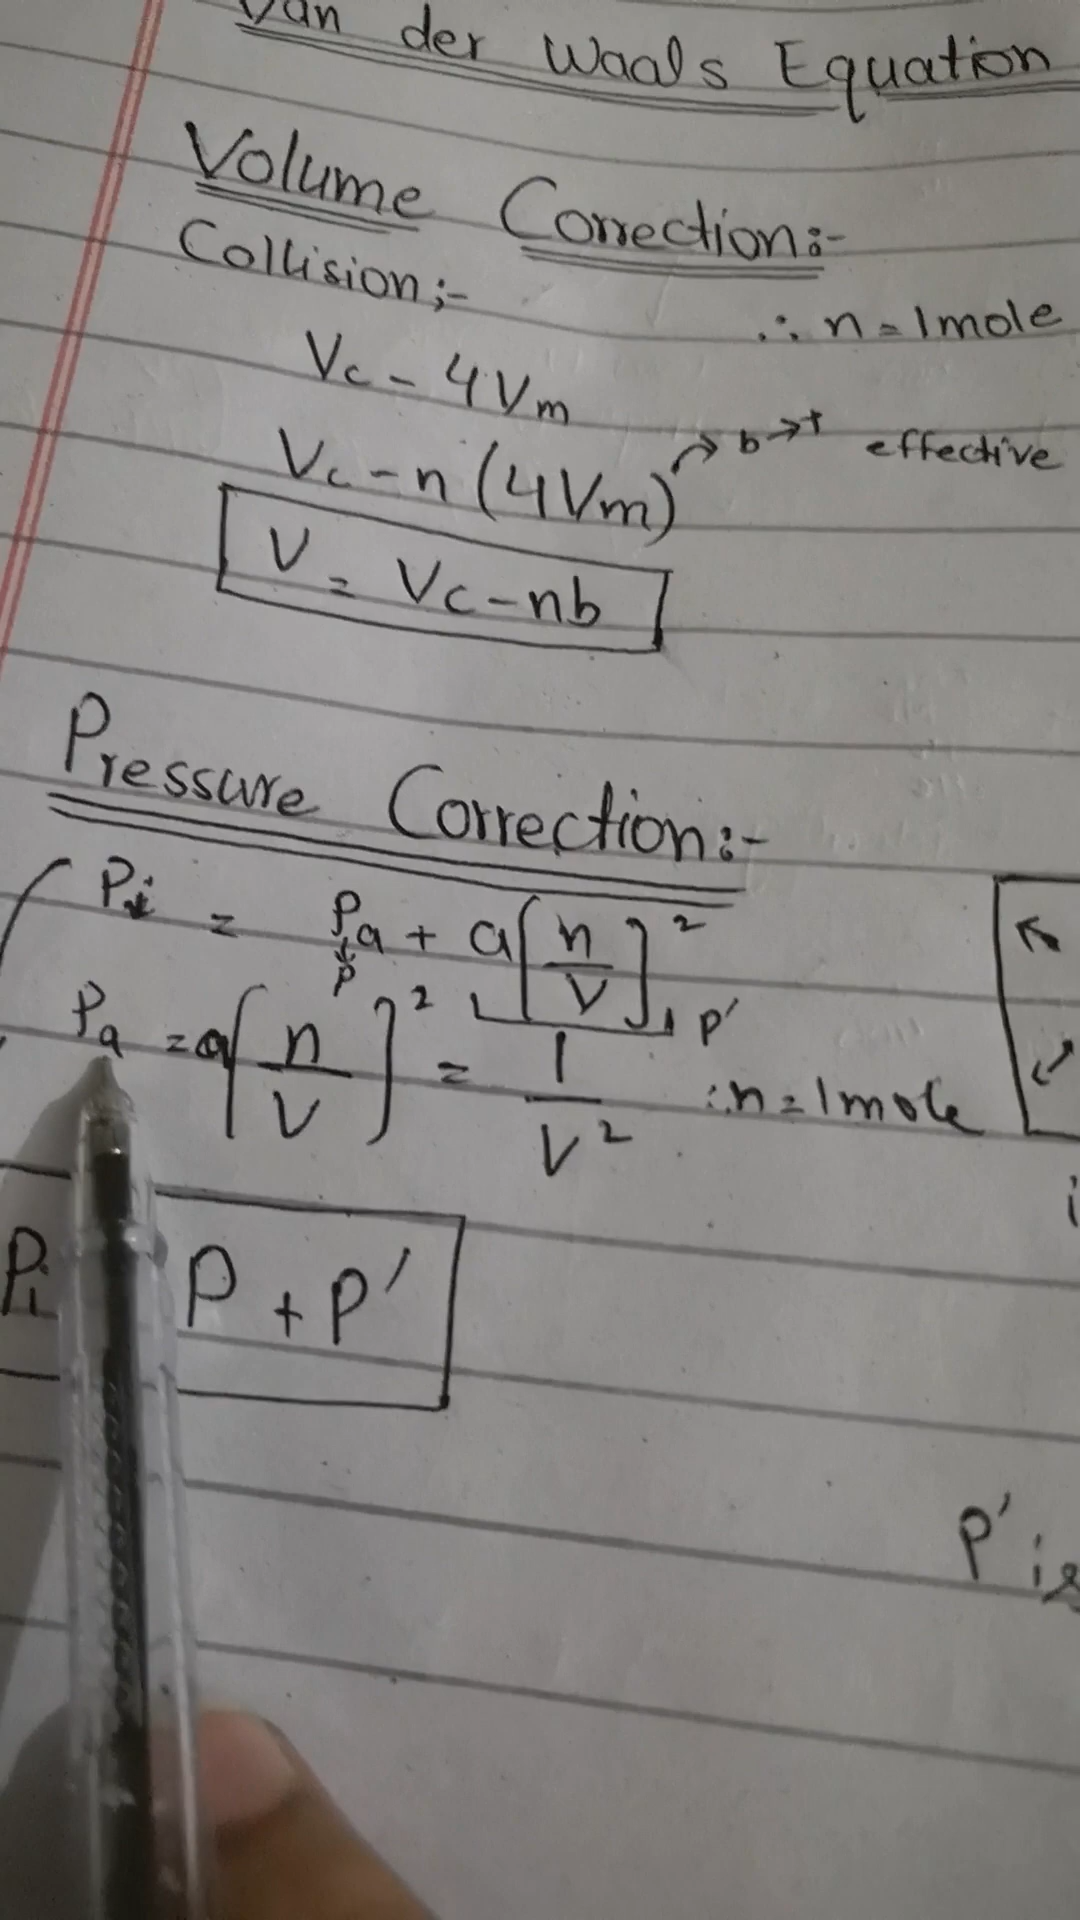 Van der Waals Equation
Volume Correction:-
Collision;-
∴ n = 1mole
Vc - 4Vm
Vc - n(4Vm) → b → + effective
V = Vc - nb
Pressure Correction:-
Pi = Pa + a[n/V]²
P P'
Pa = a[n/V]² = 1/V² ∴ n = 1mole
i
Pi P + P'
P' is